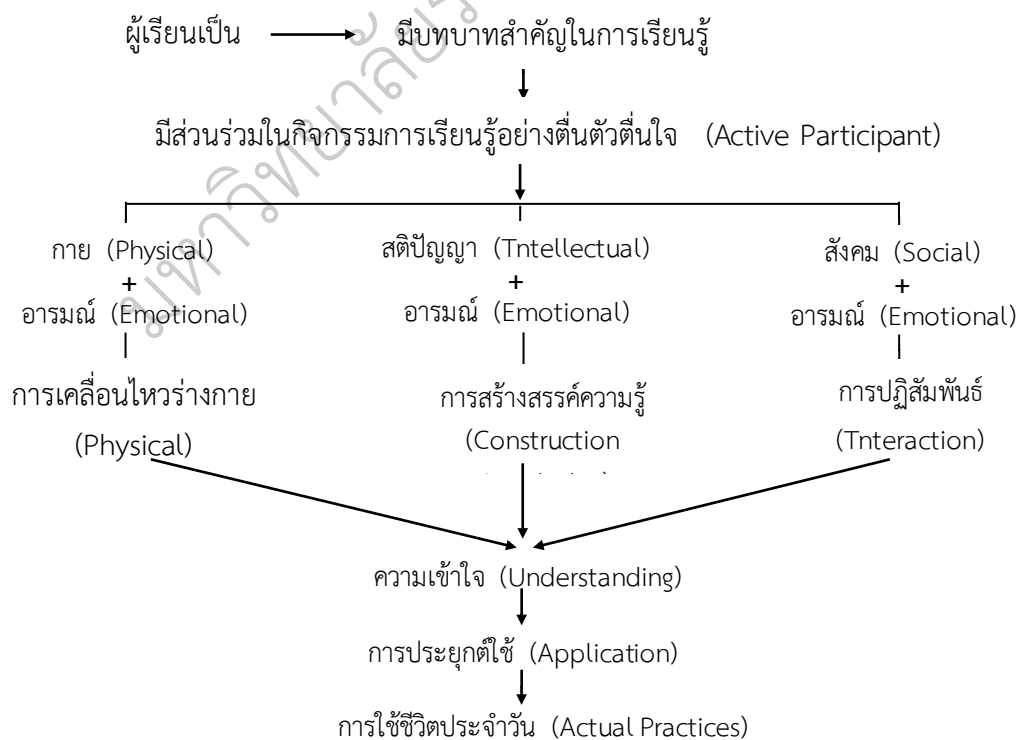 ผู้เรียนเป็น มีบทบาทสำคัญในการเรียนรู้
มีส่วนร่วมในกิจกรรมการเรียนรู้อย่างตื่นตัวตื่นใจ (Active Participant)
กาย (Physical) สติปัญญา (Tntellectual) สังคม (Social)
+ + +
อารมณ์ (Emotional) อารมณ์ (Emotional) อารมณ์ (Emotional)
การเคลื่อนไหวร่างกาย การสร้างสรรค์ความรู้ การปฏิสัมพันธ์
(Physical) (Construction (Tnteraction)
ความเข้าใจ (Understanding)
การประยุกต์ใช้ (Application)
การใช้ชีวิตประจำวัน (Actual Practices)